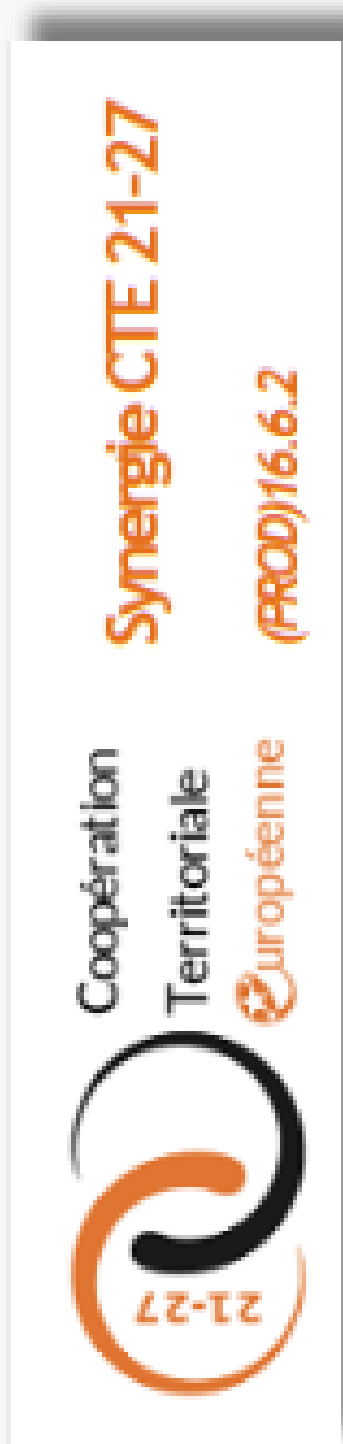 Coopération
Territoriale
européenne
21-27
Synergie CTE 21-27
(PROD)16.6.2